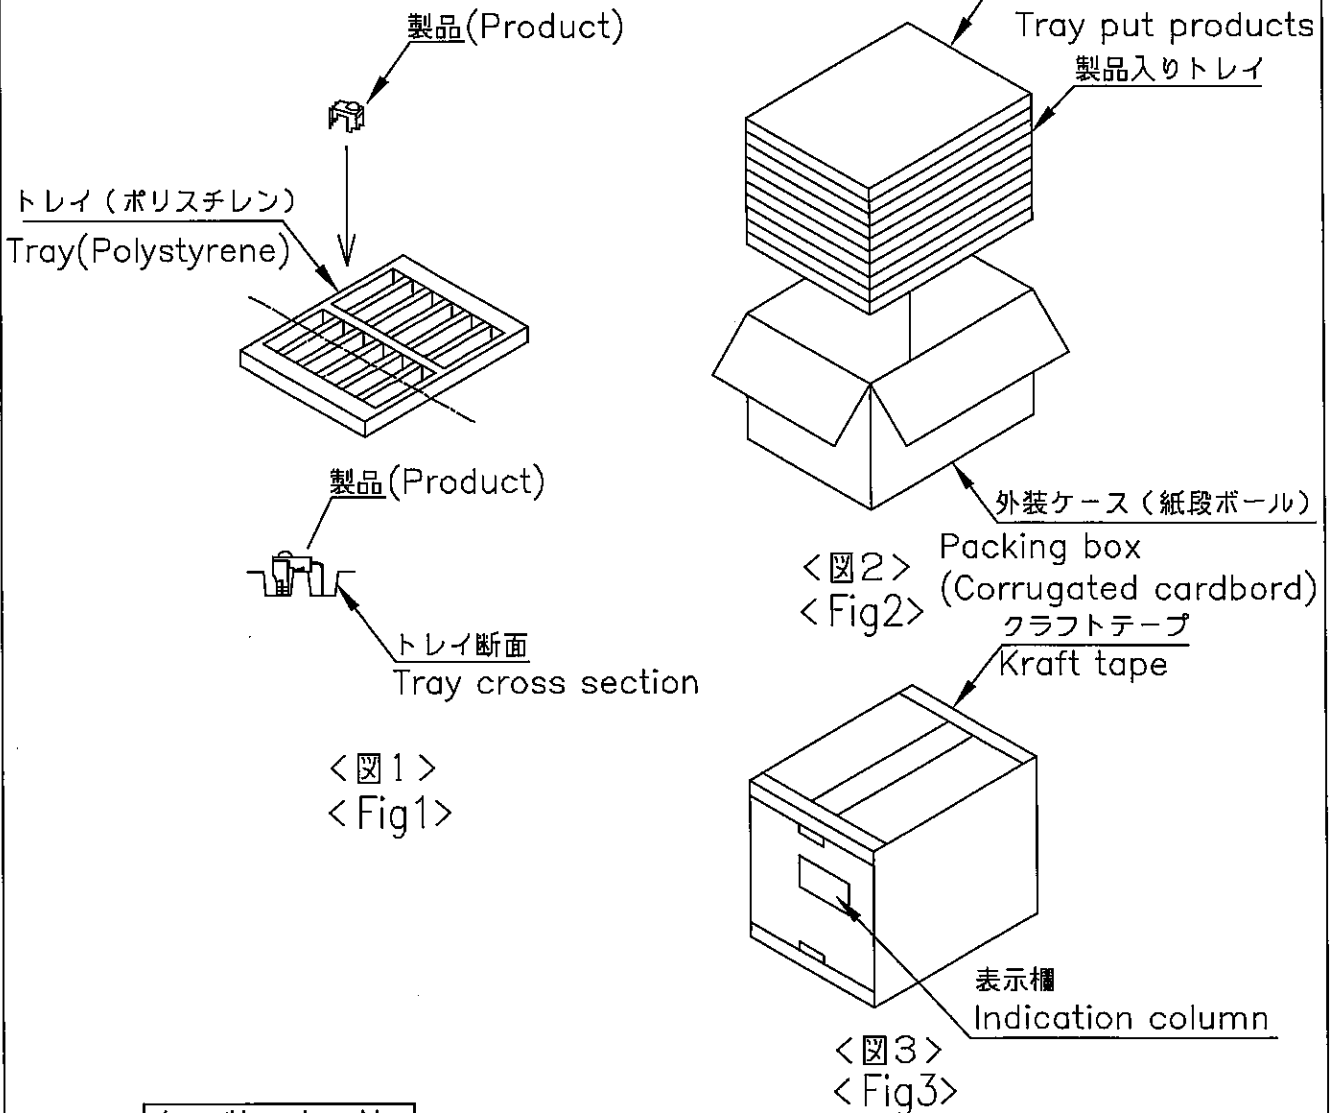 製品(Product)
トレイ(ポリスチレン)
Tray(Polystyrene)
製品(Product)
トレイ断面
Tray cross section
<図1>
<Fig1>
Tray put products
製品入りトレイ
外装ケース(紙段ボール)
Packing box
(Corrugated cardbord)
<図2>
<Fig2>
クラフトテープ
Kraft tape
表示欄
Indication column
<図3>
<Fig3>